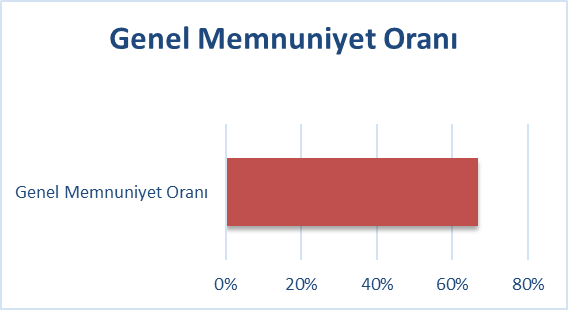 Genel Memnuniyet Oranı
Genel Memnuniyet Oranı
0% 20% 40% 60% 80%